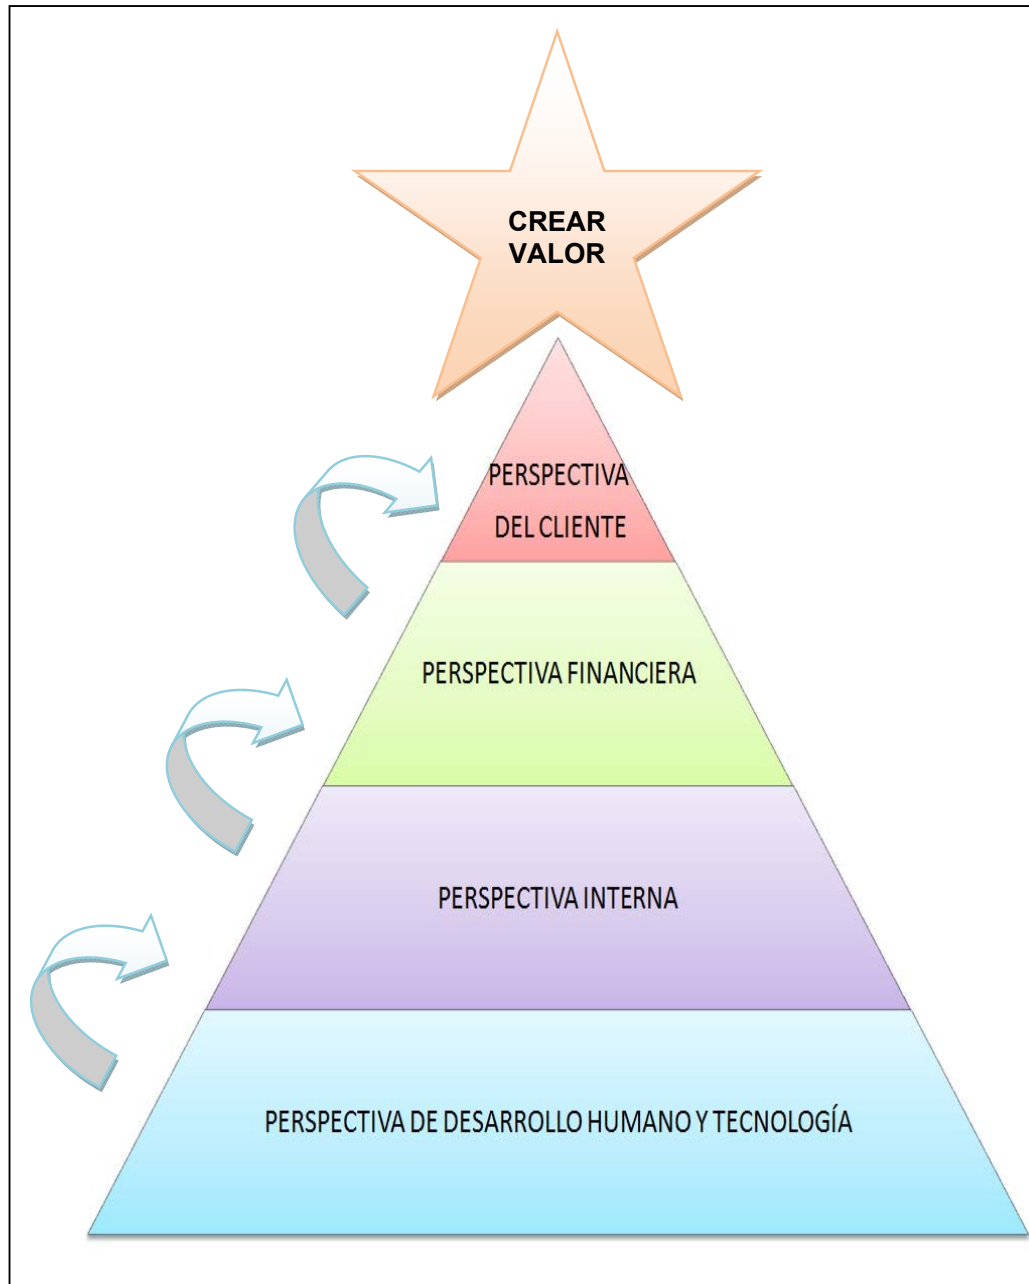 CREAR
VALOR
PERSPECTIVA
DEL CLIENTE
PERSPECTIVA FINANCIERA
PERSPECTIVA INTERNA
PERSPECTIVA DE DESARROLLO HUMANO Y TECNOLOGÍA